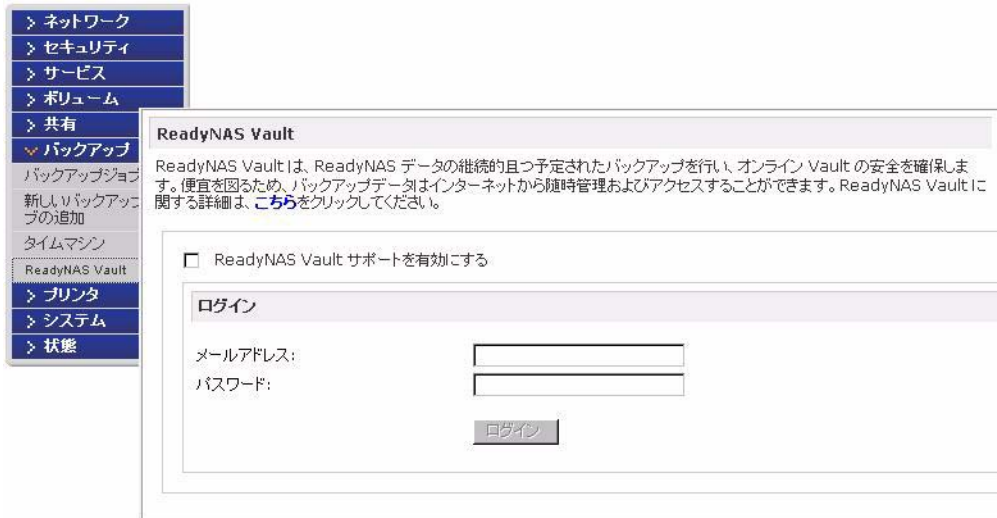 > ネットワーク
> セキュリティ
> サービス
> ボリューム
> 共有
バックアップ
バックアップジョブ
新しいバックアップ
ブの追加
タイムマシン
ReadyNAS Vault
> プリンタ
> システム
> 状態
ReadyNAS Vault
ReadyNAS Vault は、ReadyNAS データの継続的且つ予定されたバックアップを行い、オンライン Vault の安全を確保しま
す。便宜を図るため、バックアップデータはインターネットから随時管理およびアクセスすることができます。ReadyNAS Vault に
関する詳細は、こちらをクリックしてください。
ReadyNAS Vault サポートを有効にする
ログイン
メールアドレス:
パスワード:
ログイン